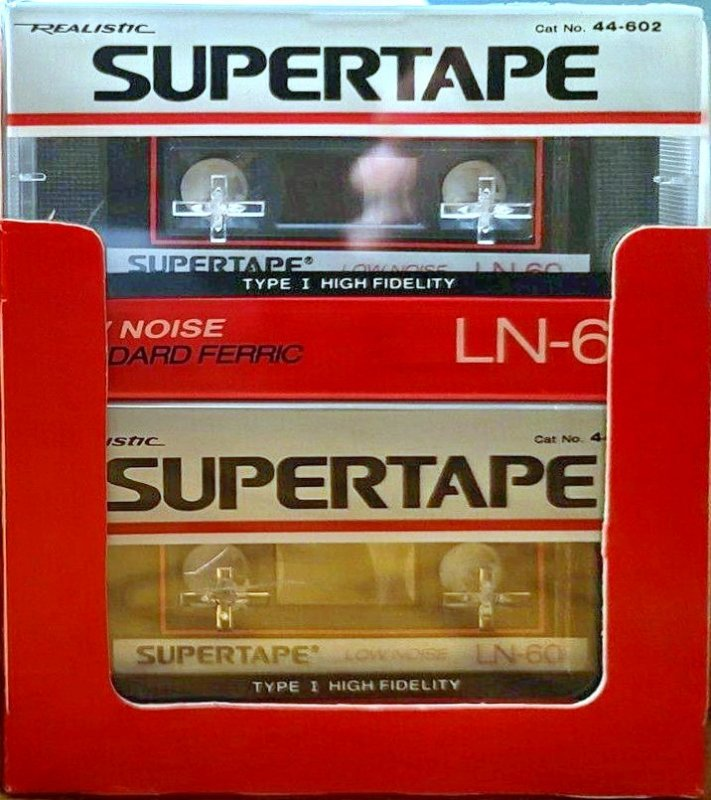 REALISTIC
Cat No. 44-602
SUPERTAPE
SUPERTAPE® LOW NOISE LN-60
TYPE I HIGH FIDELITY
NOISE
DARD FERRIC
LN-6
ISTIC
Cat No. 4
SUPERTAPE
SUPERTAPE® LOW NOISE LN-60
TYPE I HIGH FIDELITY